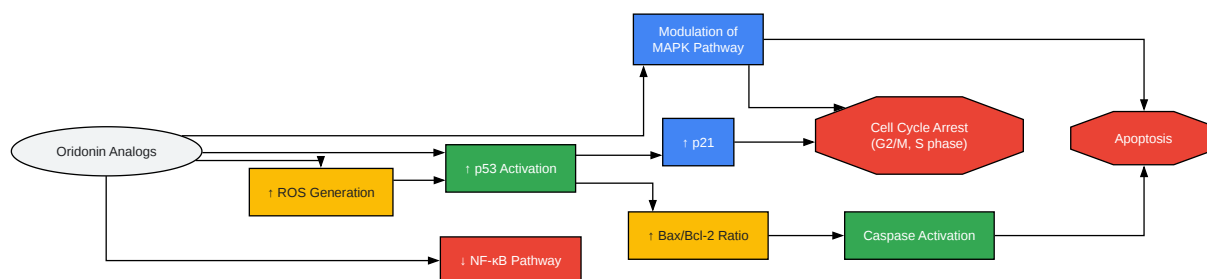 Modulation of
MAPK Pathway
Cell Cycle Arrest
(G2/M, S phase)
Apoptosis
Oridonin Analogs
↑ p21
↑ p53 Activation
↑ ROS Generation
↑ Bax/Bcl-2 Ratio
Caspase Activation
↓ NF-κB Pathway